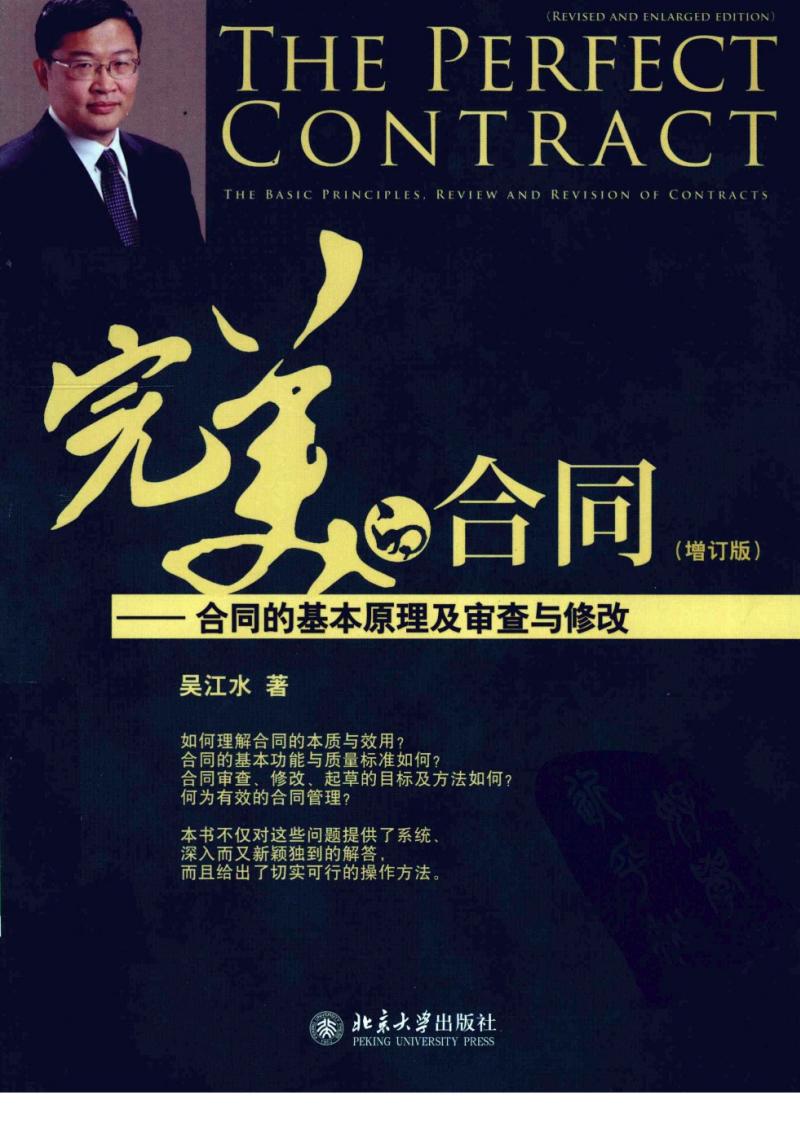 (REVISED AND ENLARGED EDITION)
THE PERFECT
CONTRACT
THE BASIC PRINCIPLES, REVIEW AND REVISION OF CONTRACTS
完美的合同
(增订版)
——合同的基本原理及审查与修改
吴江水 著
如何理解合同的本质与效用?
合同的基本功能与质量标准如何?
合同审查、修改、起草的目标及方法如何?
何为有效的合同管理?
本书不仅对这些问题提供了系统、
深入而又新颖独到的解答,
而且给出了切实可行的操作方法。
北京大学出版社
PEKING UNIVERSITY PRESS